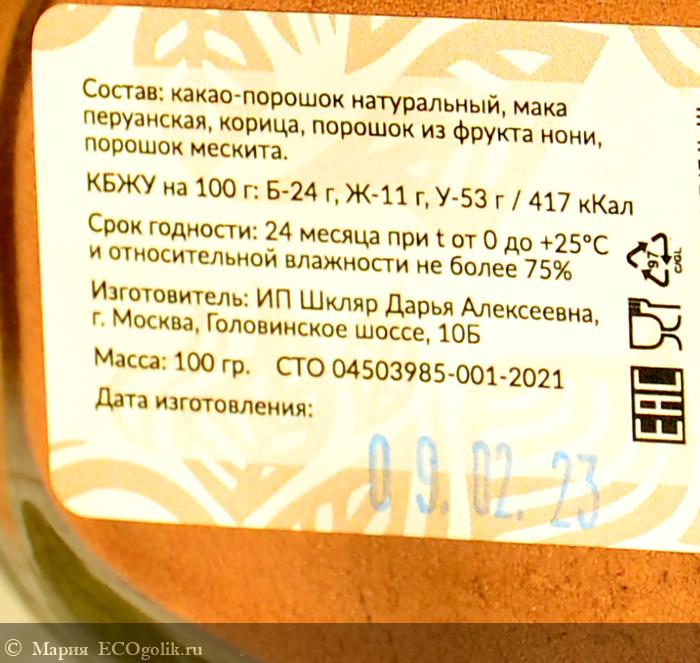 Состав: какао-порошок натуральный, мака
перуанская, корица, порошок из фрукта нони,
порошок мескита.
КБЖУ на 100 г: Б-24 г, Ж-11 г, У-53 г / 417 кКал
Срок годности: 24 месяца при t от 0 до +25°С
и относительной влажности не более 75%
Изготовитель: ИП Шкляр Дарья Алексеевна,
г. Москва, Головинское шоссе, 10Б
Масса: 100 гр. СТО 04503985-001-2021
Дата изготовления:
09.02.23
97
C/GL
EAC
© Мария ECOgolik.ru